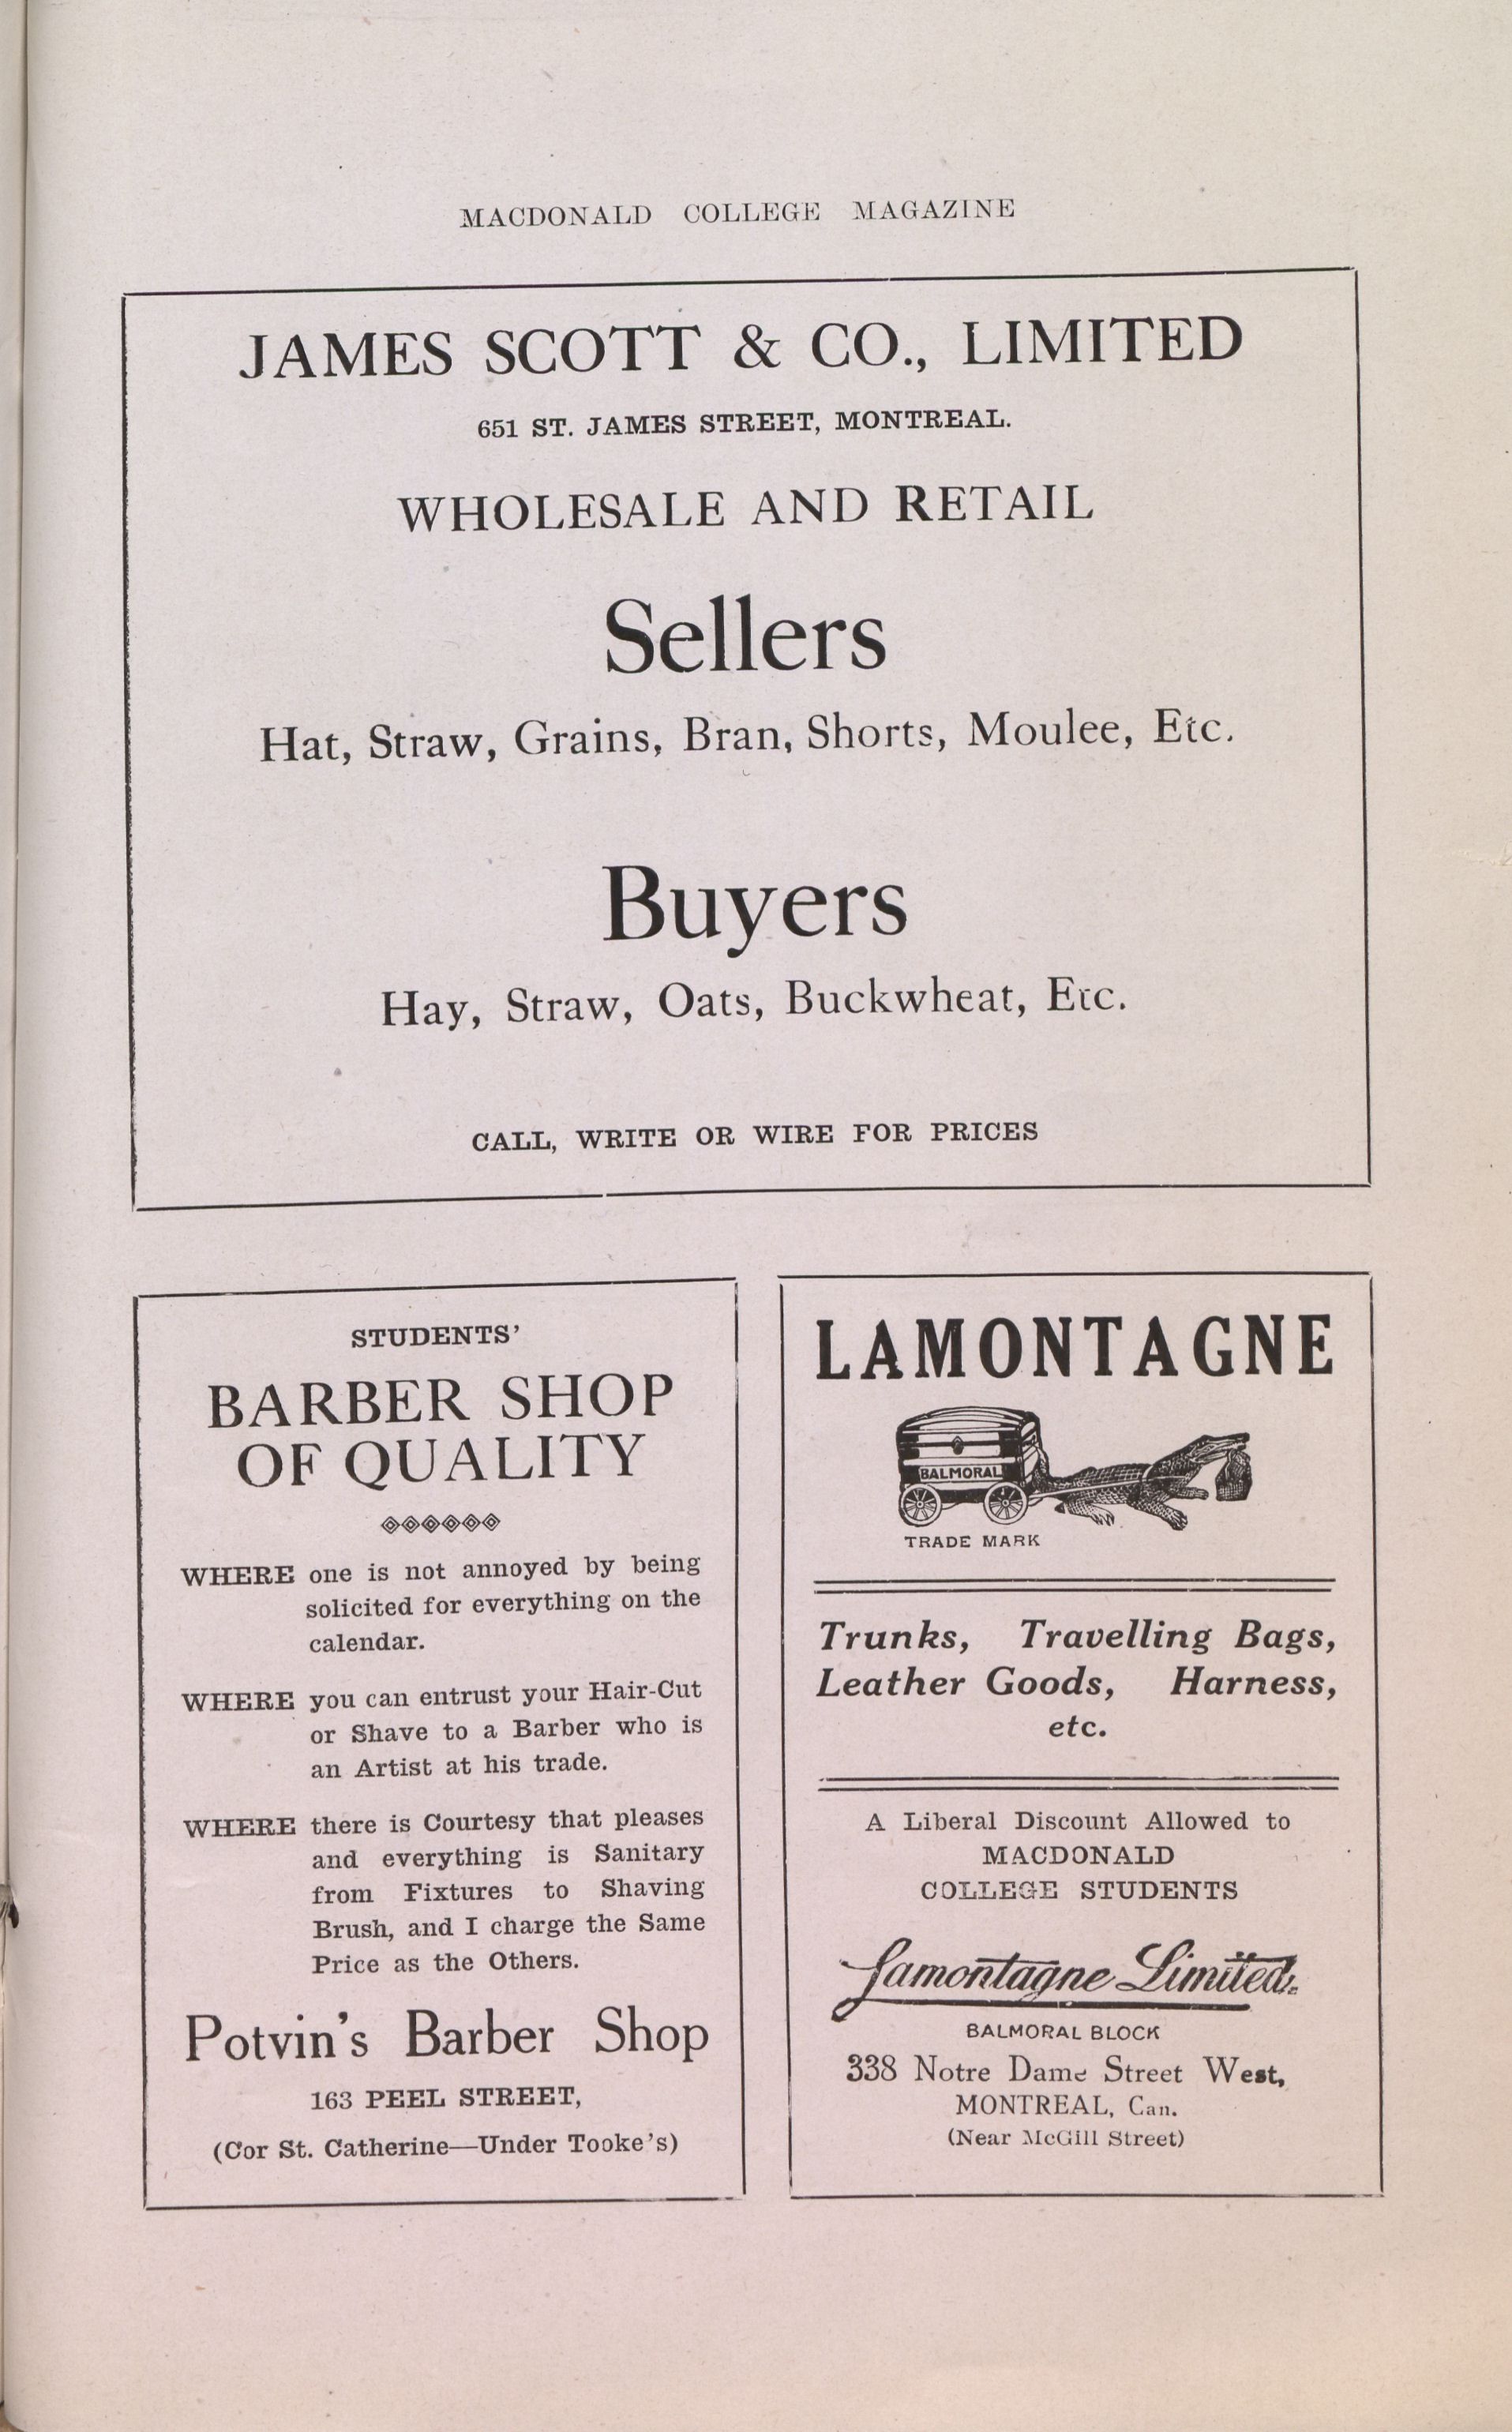 MACDONALD COLLEGE MAGAZINE
JAMES SCOTT & CO., LIMITED
651 ST. JAMES STREET, MONTREAL.
WHOLESALE AND RETAIL
Sellers
Hat, Straw, Grains, Bran, Shorts, Moulee, Etc.
Buyers
Hay, Straw, Oats, Buckwheat, Etc.
CALL, WRITE OR WIRE FOR PRICES
STUDENTS'
BARBER SHOP
OF QUALITY
WHERE one is not annoyed by being
solicited for everything on the
calendar.
WHERE you can entrust your Hair-Cut
or Shave to a Barber who is
an Artist at his trade.
WHERE there is Courtesy that pleases
and everything is Sanitary
from Fixtures to Shaving
Brush, and I charge the Same
Price as the Others.
Potvin's Barber Shop
163 PEEL STREET,
(Cor St. Catherine—Under Tooke's)
LAMONTAGNE
BALMORAL
TRADE MARK
Trunks, Travelling Bags,
Leather Goods, Harness,
etc.
A Liberal Discount Allowed to
MACDONALD
COLLEGE STUDENTS
Lamontagne Limited.
BALMORAL BLOCK
338 Notre Dame Street West,
MONTREAL, Can.
(Near McGill Street)